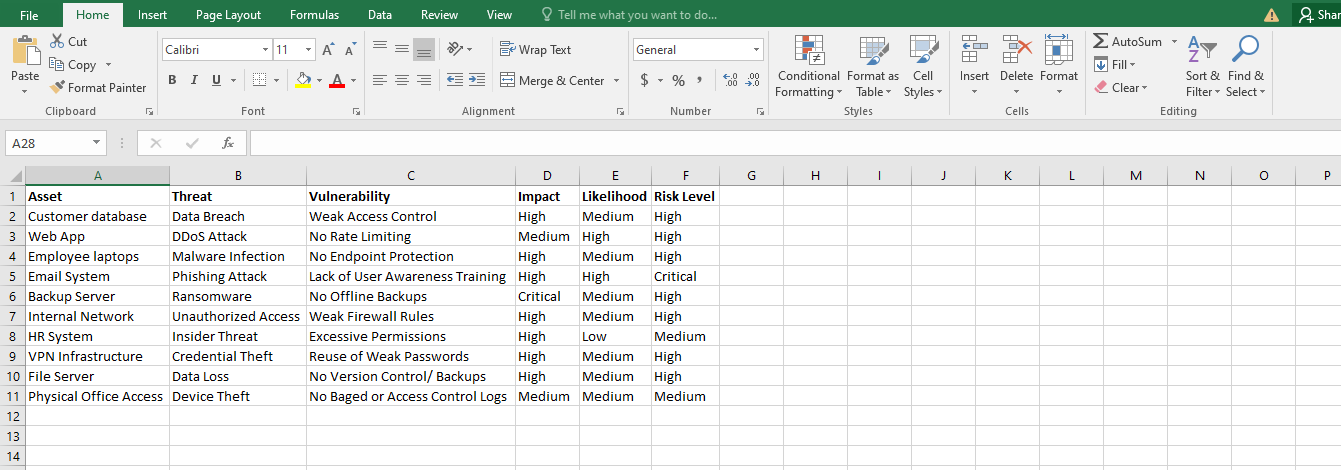 File Home Insert Page Layout Formulas Data Review View Tell me what you want to do... Shar
Cut
Copy
Format Painter
Paste
Clipboard
Calibri 11 A A
B I U A
Font
Wrap Text
Merge & Center
Alignment
General
$ % , .0 .00 .00 .0
Number
Conditional Formatting Format as Table Cell Styles
Styles
Insert Delete Format
Cells
AutoSum
Fill
Clear
Sort & Filter Find & Select
Editing
A28 fx
A B C D E F G H I J K L M N O P
1 Asset Threat Vulnerability Impact Likelihood Risk Level
2 Customer database Data Breach Weak Access Control High Medium High
3 Web App DDoS Attack No Rate Limiting Medium High High
4 Employee laptops Malware Infection No Endpoint Protection High Medium High
5 Email System Phishing Attack Lack of User Awareness Training High High Critical
6 Backup Server Ransomware No Offline Backups Critical Medium High
7 Internal Network Unauthorized Access Weak Firewall Rules High Medium High
8 HR System Insider Threat Excessive Permissions High Low Medium
9 VPN Infrastructure Credential Theft Reuse of Weak Passwords High Medium High
10 File Server Data Loss No Version Control/ Backups High Medium High
11 Physical Office Access Device Theft No Baged or Access Control Logs Medium Medium Medium
12
13
14